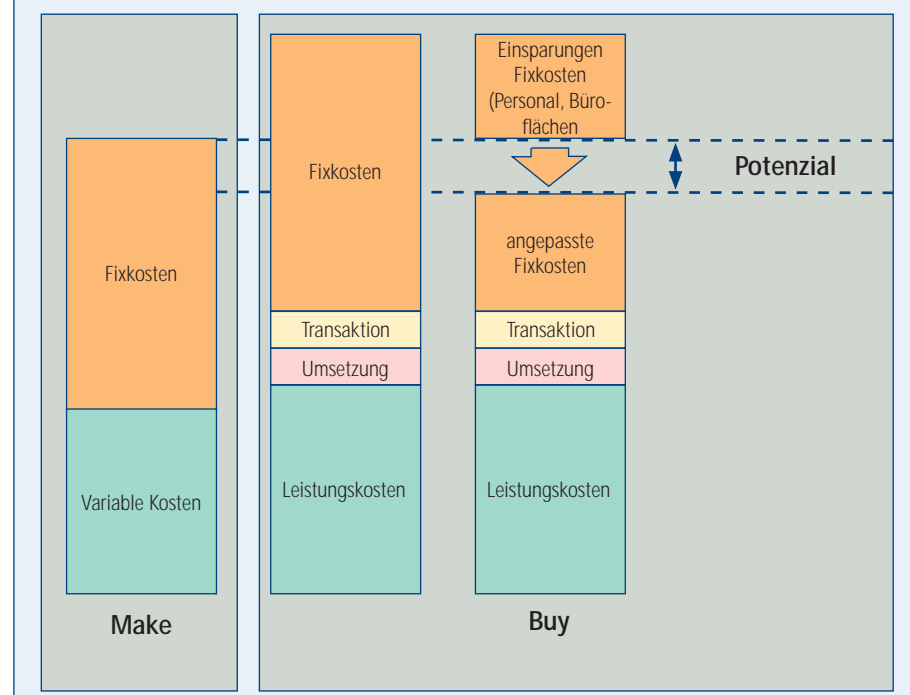 Fixkosten
Variable Kosten
Make
Fixkosten
Transaktion
Umsetzung
Leistungskosten
Einsparungen
Fixkosten
(Personal, Büro-
flächen
angepasste
Fixkosten
Transaktion
Umsetzung
Leistungskosten
Buy
Potenzial